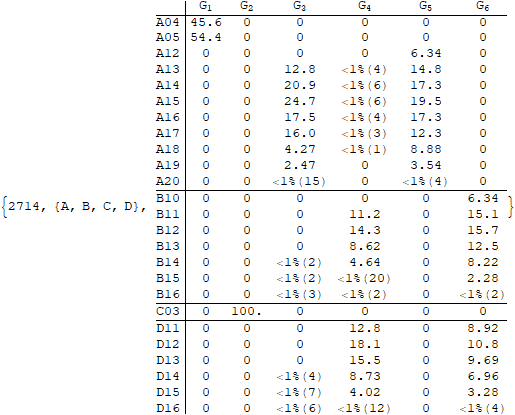 G1 G2 G3 G4 G5 G6
A04 45.6 0 0 0 0 0
A05 54.4 0 0 0 0 0
A12 0 0 0 0 6.34 0
A13 0 0 12.8 <1%(4) 14.8 0
A14 0 0 20.9 <1%(6) 17.3 0
A15 0 0 24.7 <1%(6) 19.5 0
A16 0 0 17.5 <1%(4) 17.3 0
A17 0 0 16.0 <1%(3) 12.3 0
A18 0 0 4.27 <1%(1) 8.88 0
A19 0 0 2.47 0 3.54 0
A20 0 0 <1%(15) 0 <1%(4) 0
B10 0 0 0 0 0 6.34
{2714, {A, B, C, D}, B11 0 0 0 11.2 0 15.1 }
B12 0 0 0 14.3 0 15.7
B13 0 0 0 8.62 0 12.5
B14 0 0 <1%(2) 4.64 0 8.22
B15 0 0 <1%(2) <1%(20) 0 2.28
B16 0 0 <1%(3) <1%(2) 0 <1%(2)
C03 0 100. 0 0 0 0
D11 0 0 0 12.8 0 8.92
D12 0 0 0 18.1 0 10.8
D13 0 0 0 15.5 0 9.69
D14 0 0 <1%(4) 8.73 0 6.96
D15 0 0 <1%(7) 4.02 0 3.28
D16 0 0 <1%(6) <1%(12) 0 <1%(4)